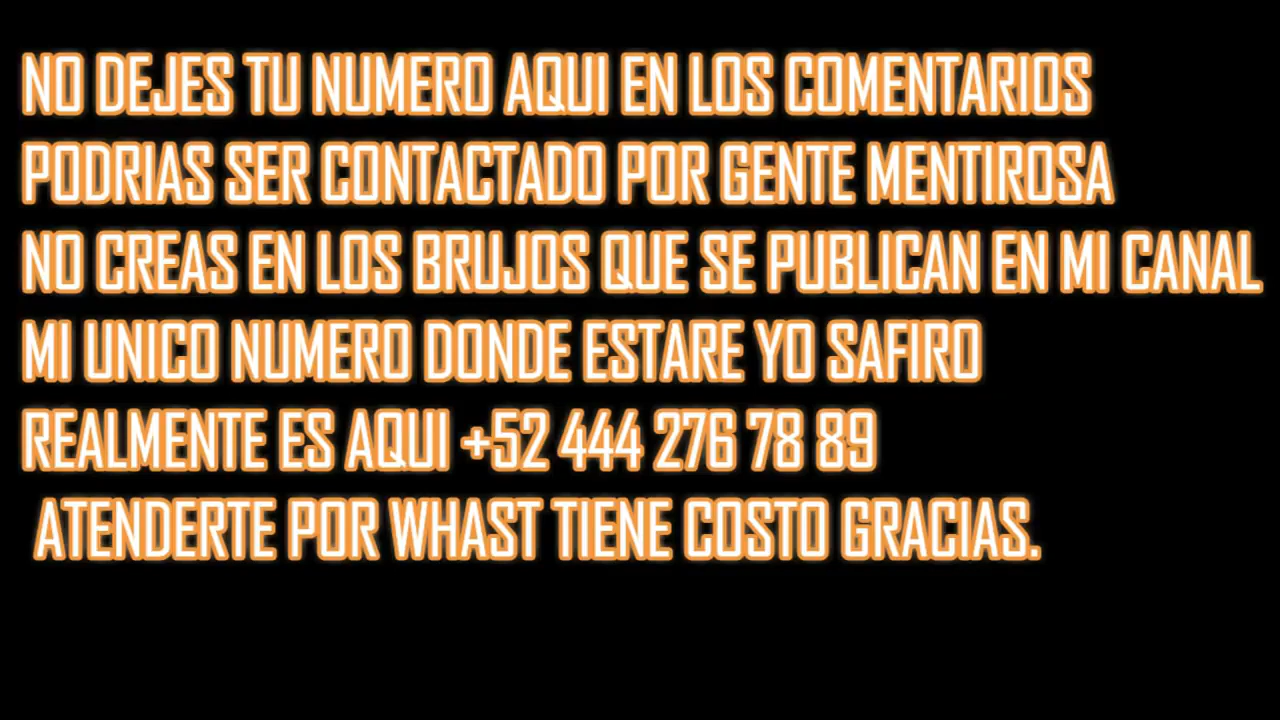 NO DEJES TU NUMERO AQUI EN LOS COMENTARIOS
PODRIAS SER CONTACTADO POR GENTE MENTIROSA
NO CREAS EN LOS BRUJOS QUE SE PUBLICAN EN MI CANAL
MI UNICO NUMERO DONDE ESTARE YO SAFIRO
REALMENTE ES AQUI +52 444 276 78 89
ATENDERTE POR WHAST TIENE COSTO GRACIAS.